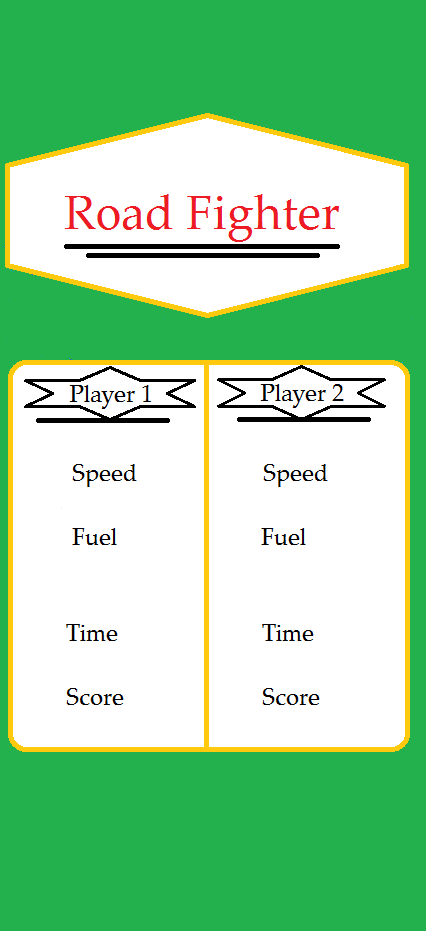 Road Fighter
Player 1
Speed
Fuel
Time
Score
Player 2
Speed
Fuel
Time
Score